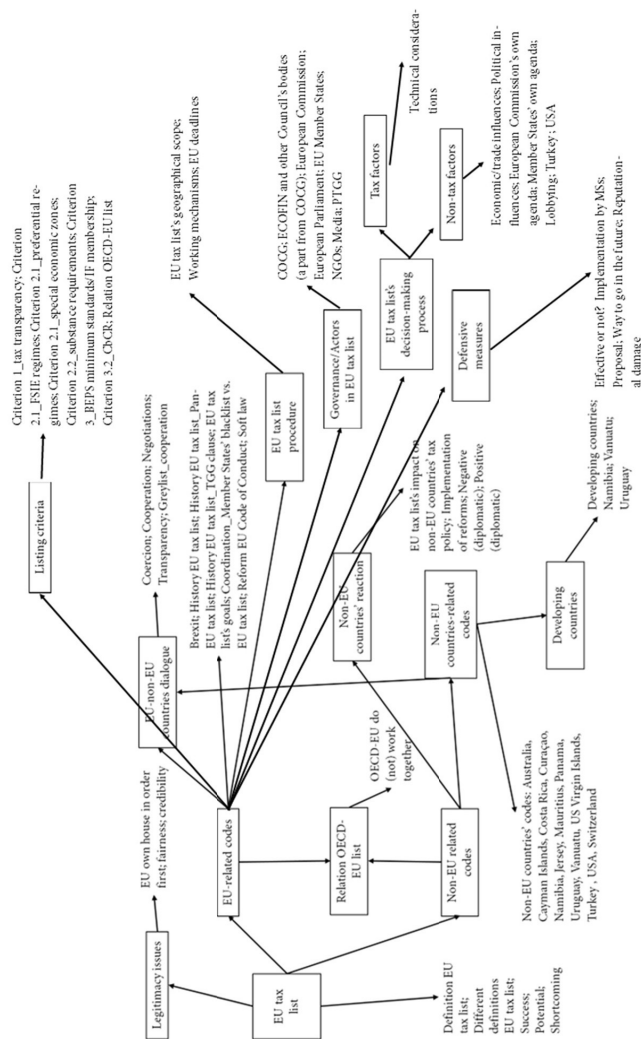 Listing criteria
Criterion 1_tax transparency; Criterion
2.1_FSIE regimes; Criterion 2.1_preferential re-
gimes; Criterion 2.1_special economic zones;
Criterion 2.2_substance requirements; Criterion
3_BEPS minimum standards/IF membership;
Criterion 3.2_CbCR; Relation OECD-EU list
Legitimacy issues
EU own house in order
first; fairness; credibility
EU-non-EU
countries dialogue
Coercion; Cooperation; Negotiations;
Transparency; Greylist_cooperation
Brexit; History EU tax list; History EU tax list_Pan-
EU tax list; History EU tax list_TGG clause; EU tax
list's goals; Coordination_Member States' blacklist vs.
EU tax list; Reform EU Code of Conduct; Soft law
EU tax list
procedure
EU tax list's geographical scope;
Working mechanisms; EU deadlines
EU tax
list
EU-related codes
Governance/Actors
in EU tax list
COCG; ECOFIN and other Council's bodies
(a part from COCG); European Commission;
European Parliament; EU Member States;
NGOs; Media; PTGG
Relation OECD-
EU list
OECD-EU do
(not) work
together
Non-EU
countries' reaction
EU tax list's impact on
non-EU countries' tax
policy; Implementation
of reforms; Negative
(diplomatic); Positive
(diplomatic)
EU tax list's
decision-making
process
Tax factors
Technical considera-
tions
Non-tax factors
Economic/trade influences; Political in-
fluences; European Commission's own
agenda; Member States' own agenda;
Lobbying; Turkey; USA
Defensive
measures
Effective or not? Implementation by MSs;
Proposal; Way to go in the future; Reputation-
al damage
Definition EU
tax list;
Different
definitions
EU tax list;
Success;
Potential;
Shortcoming
Non-EU related
codes
Non-EU
countries-related
codes
Non-EU countries' codes: Australia,
Cayman Islands, Costa Rica, Curaçao,
Namibia, Jersey, Mauritius, Panama,
Uruguay, Vanuatu, US Virgin Islands,
Turkey, USA, Switzerland
Developing
countries
Developing countries;
Namibia; Vanuatu;
Uruguay